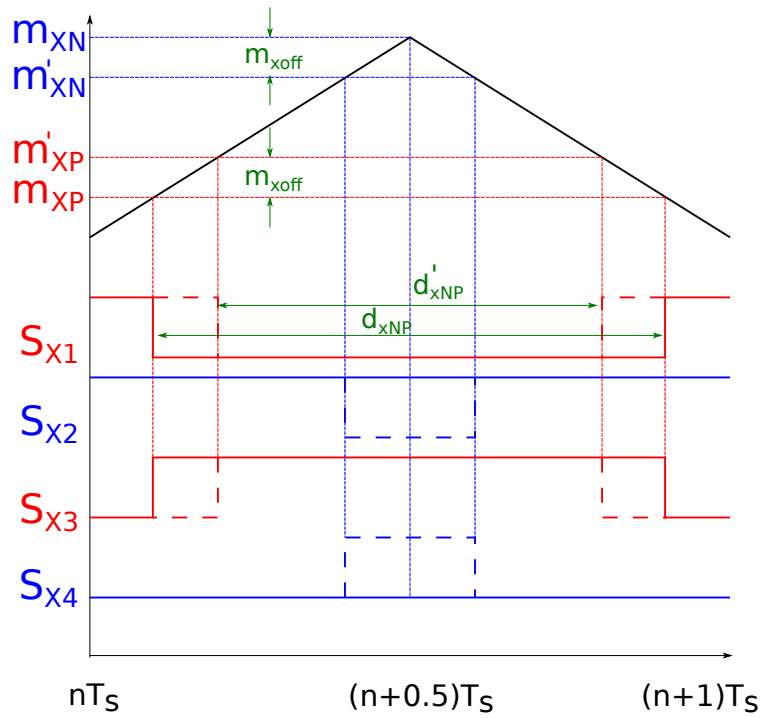 m_XN
m_xoff
m'_XN
m'_XP
m_xoff
m_XP
d'_xNP
d_xNP
S_X1
S_X2
S_X3
S_X4
nT_S
(n+0.5)T_S
(n+1)T_S